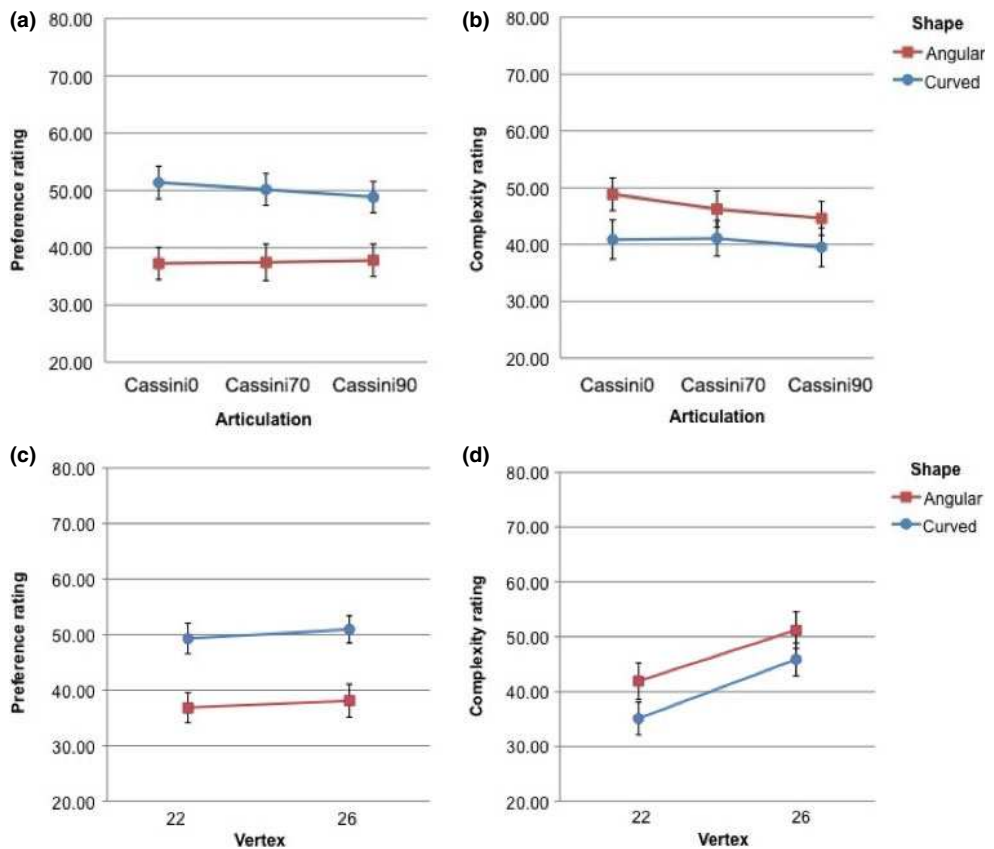 (a)
80.00
70.00
60.00
50.00
40.00
30.00
20.00
Preference rating
Cassini0 Cassini70 Cassini90
Articulation
(b)
80.00
70.00
60.00
50.00
40.00
30.00
20.00
Complexity rating
Cassini0 Cassini70 Cassini90
Articulation
Shape
Angular
Curved
(c)
80.00
70.00
60.00
50.00
40.00
30.00
20.00
Preference rating
22 26
Vertex
(d)
80.00
70.00
60.00
50.00
40.00
30.00
20.00
Complexity rating
22 26
Vertex
Shape
Angular
Curved